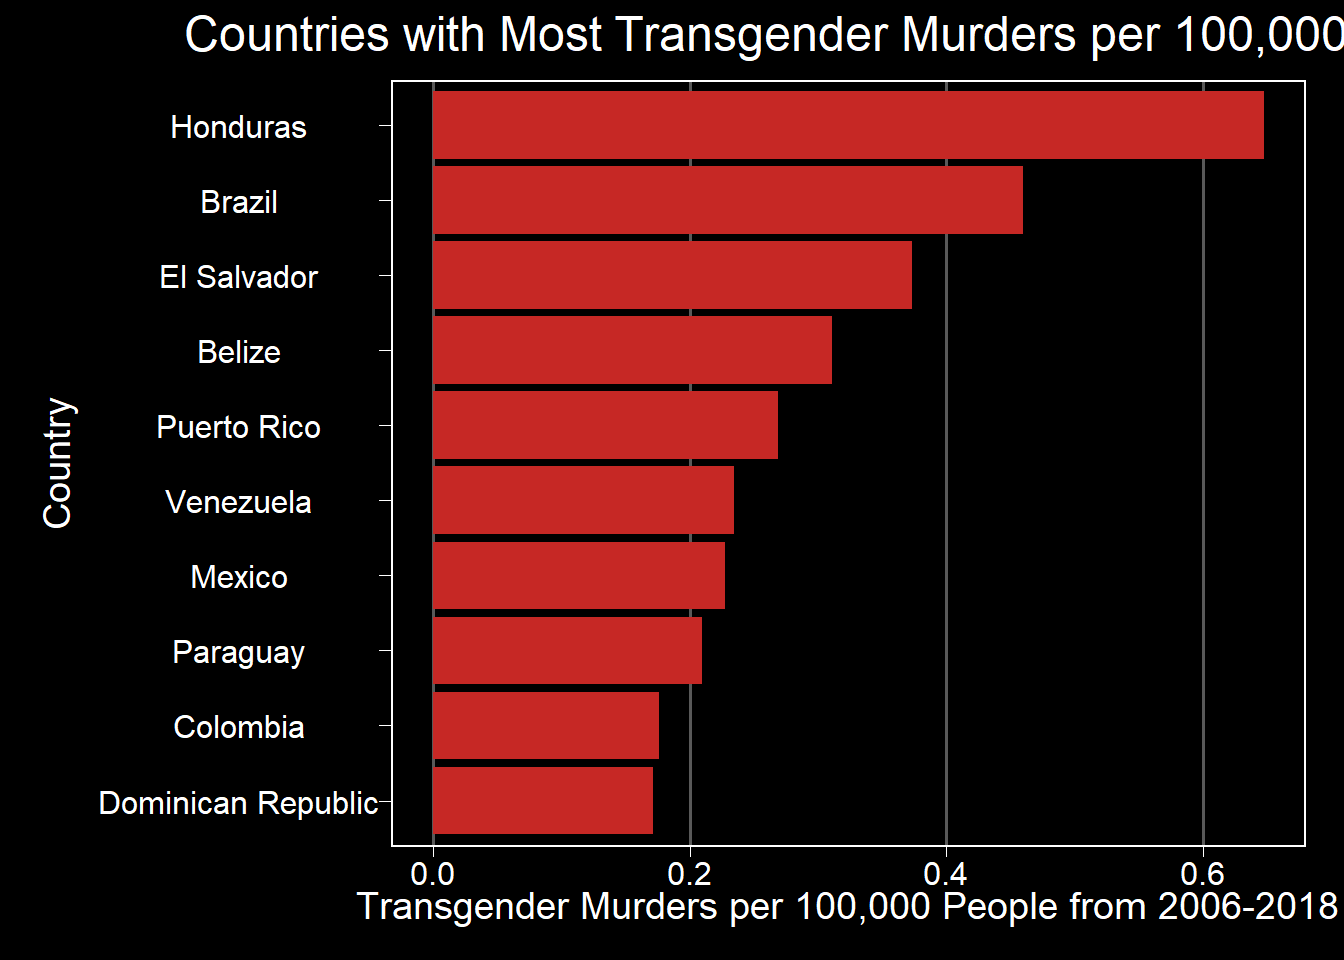 Countries with Most Transgender Murders per 100,000
Honduras
Brazil
El Salvador
Belize
Puerto Rico
Venezuela
Mexico
Paraguay
Colombia
Dominican Republic
Country
0.0 0.2 0.4 0.6
Transgender Murders per 100,000 People from 2006-2018